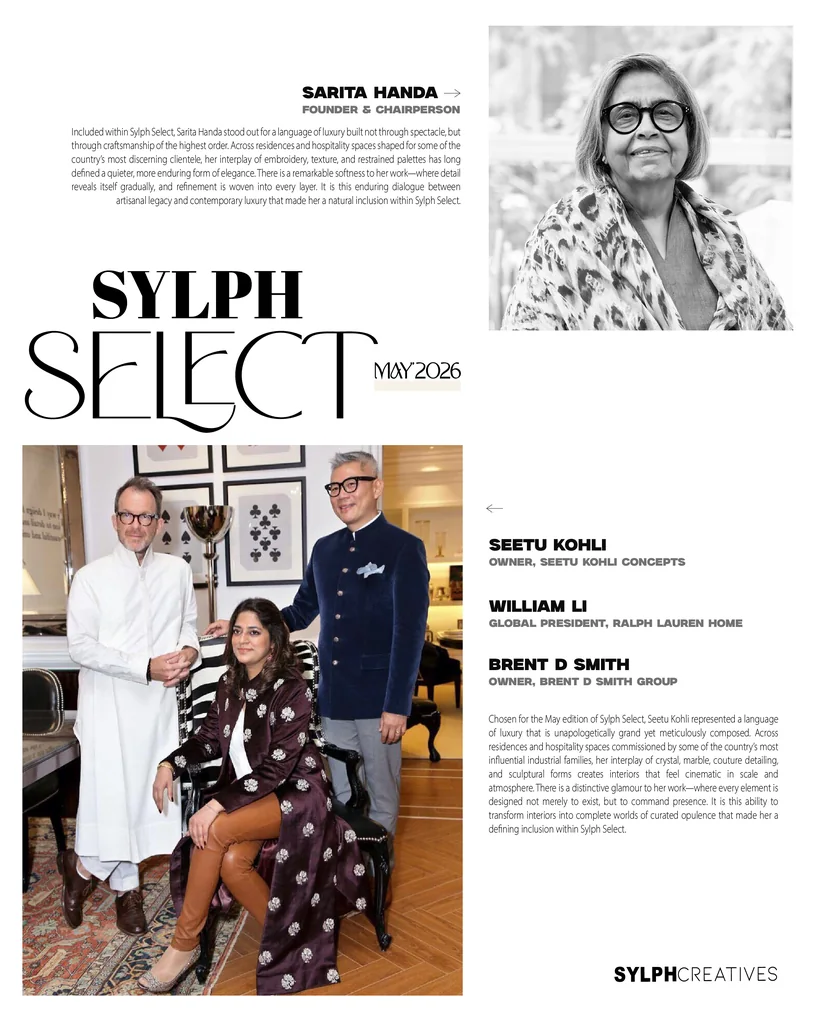 SARITA HANDA →
FOUNDER & CHAIRPERSON
Included within Sylph Select, Sarita Handa stood out for a language of luxury built not through spectacle, but
through craftsmanship of the highest order. Across residences and hospitality spaces shaped for some of the
country's most discerning clientele, her interplay of embroidery, texture, and restrained palettes has long
defined a quieter, more enduring form of elegance. There is a remarkable softness to her work—where detail
reveals itself gradually, and refinement is woven into every layer. It is this enduring dialogue between
artisanal legacy and contemporary luxury that made her a natural inclusion within Sylph Select.
SYLPH
SELECT
MAY'2026
←
SEETU KOHLI
OWNER, SEETU KOHLI CONCEPTS
WILLIAM LI
GLOBAL PRESIDENT, RALPH LAUREN HOME
BRENT D SMITH
OWNER, BRENT D SMITH GROUP
Chosen for the May edition of Sylph Select, Seetu Kohli represented a language
of luxury that is unapologetically grand yet meticulously composed. Across
residences and hospitality spaces commissioned by some of the country's most
influential industrial families, her interplay of crystal, marble, couture detailing,
and sculptural forms creates interiors that feel cinematic in scale and
atmosphere. There is a distinctive glamour to her work—where every element is
designed not merely to exist, but to command presence. It is this ability to
transform interiors into complete worlds of curated opulence that made her a
defining inclusion within Sylph Select.
SYLPHCREATIVES